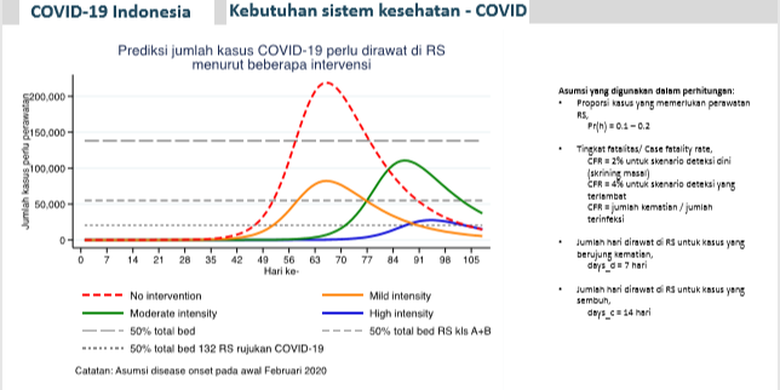 COVID-19 Indonesia
Kebutuhan sistem kesehatan - COVID
Prediksi jumlah kasus COVID-19 perlu dirawat di RS
menurut beberapa intervensi
Jumlah kasus perlu perawatan
200,000
150,000
100,000
50,000
0
0 7 14 21 28 35 42 49 56 63 70 77 84 91 98 105
Hari ke-
No intervention
Mild intensity
Moderate intensity
High intensity
50% total bed
50% total bed RS kls A+B
50% total bed 132 RS rujukan COVID-19
Catatan: Asumsi disease onset pada awal Februari 2020
Asumsi yang digunakan dalam perhitungan:
• Proporsi kasus yang memerlukan perawatan
RS,
Pr(h) = 0.1 – 0.2
• Tingkat fatalitas/ Case fatality rate,
CFR = 2% untuk skenario deteksi dini
(skrining masal)
CFR = 4% untuk skenario deteksi yang
terlambat
CFR = jumlah kematian / jumlah
terinfeksi
• Jumlah hari dirawat di RS untuk kasus yang
berujung kematian,
days_d = 7 hari
• Jumlah hari dirawat di RS untuk kasus yang
sembuh,
days_c = 14 hari